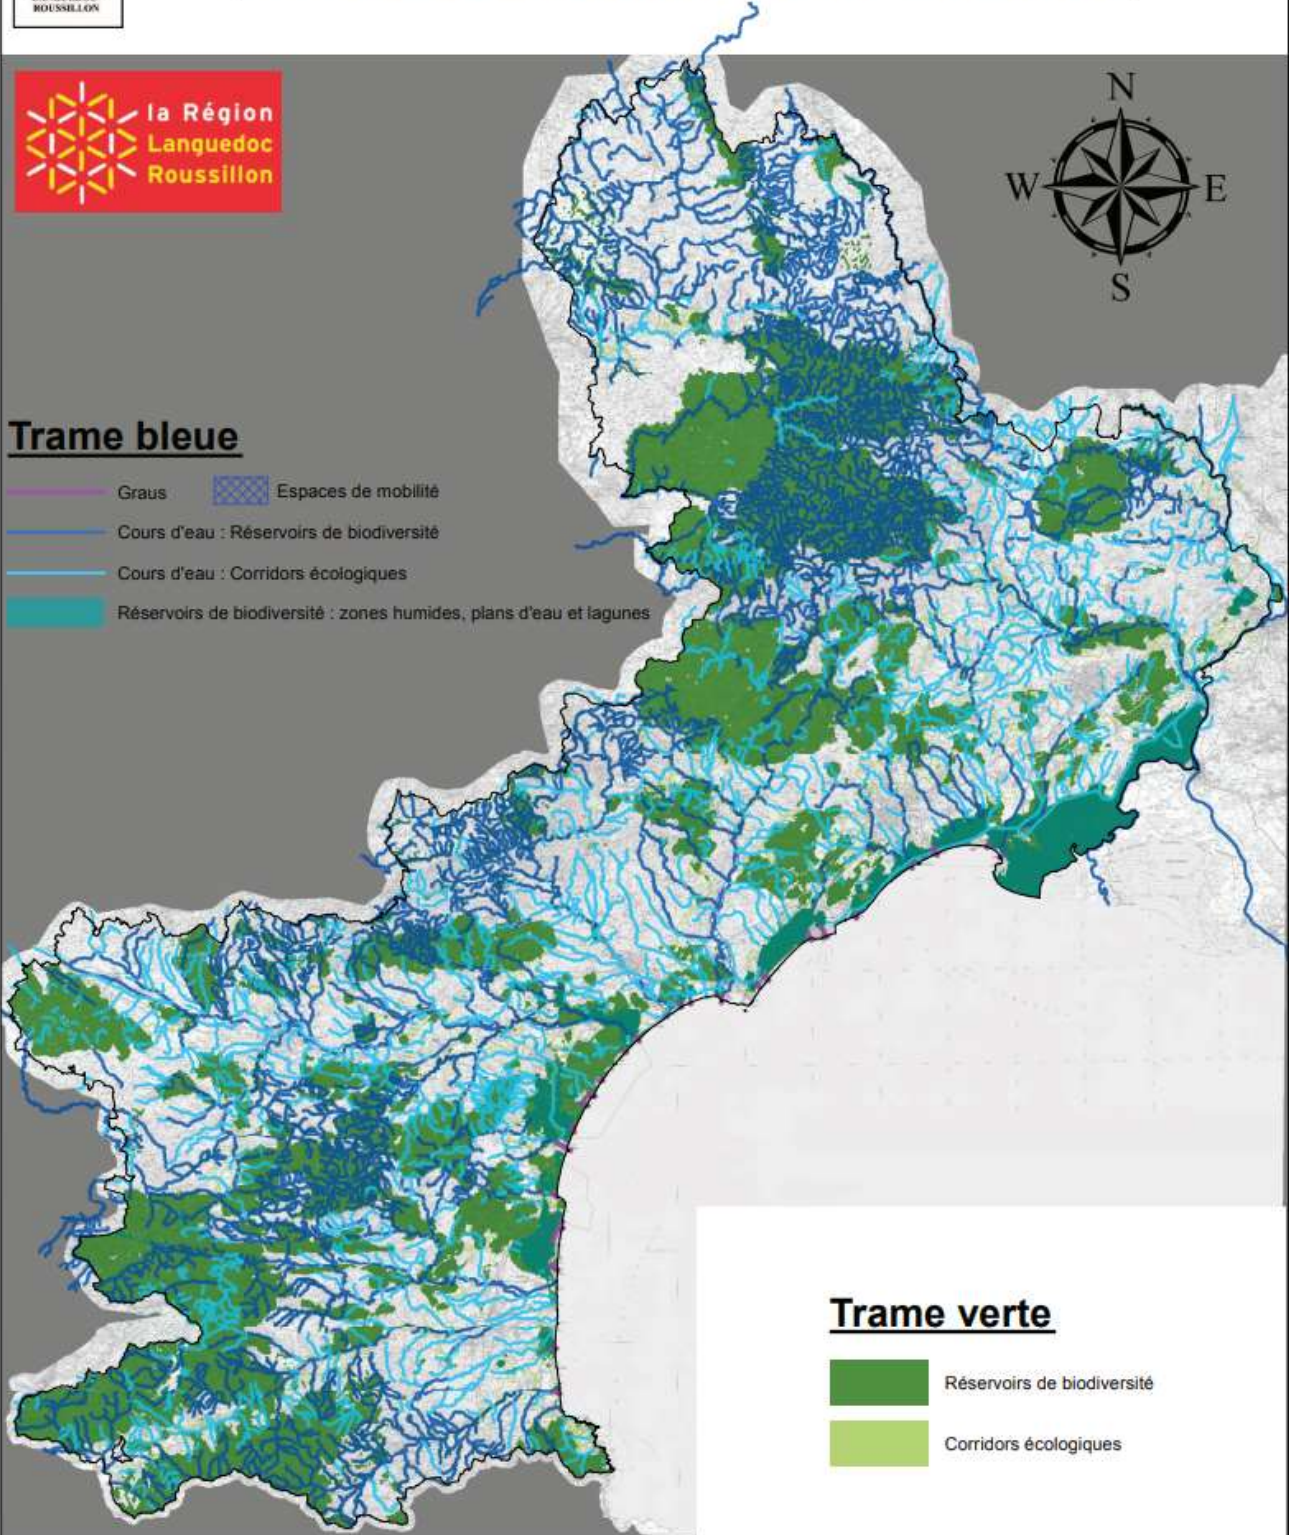 ROUSSILLON
la Région
Languedoc
Roussillon
N
W
E
S
Trame bleue
Graus
Espaces de mobilité
Cours d'eau : Réservoirs de biodiversité
Cours d'eau : Corridors écologiques
Réservoirs de biodiversité : zones humides, plans d'eau et lagunes
Trame verte
Réservoirs de biodiversité
Corridors écologiques